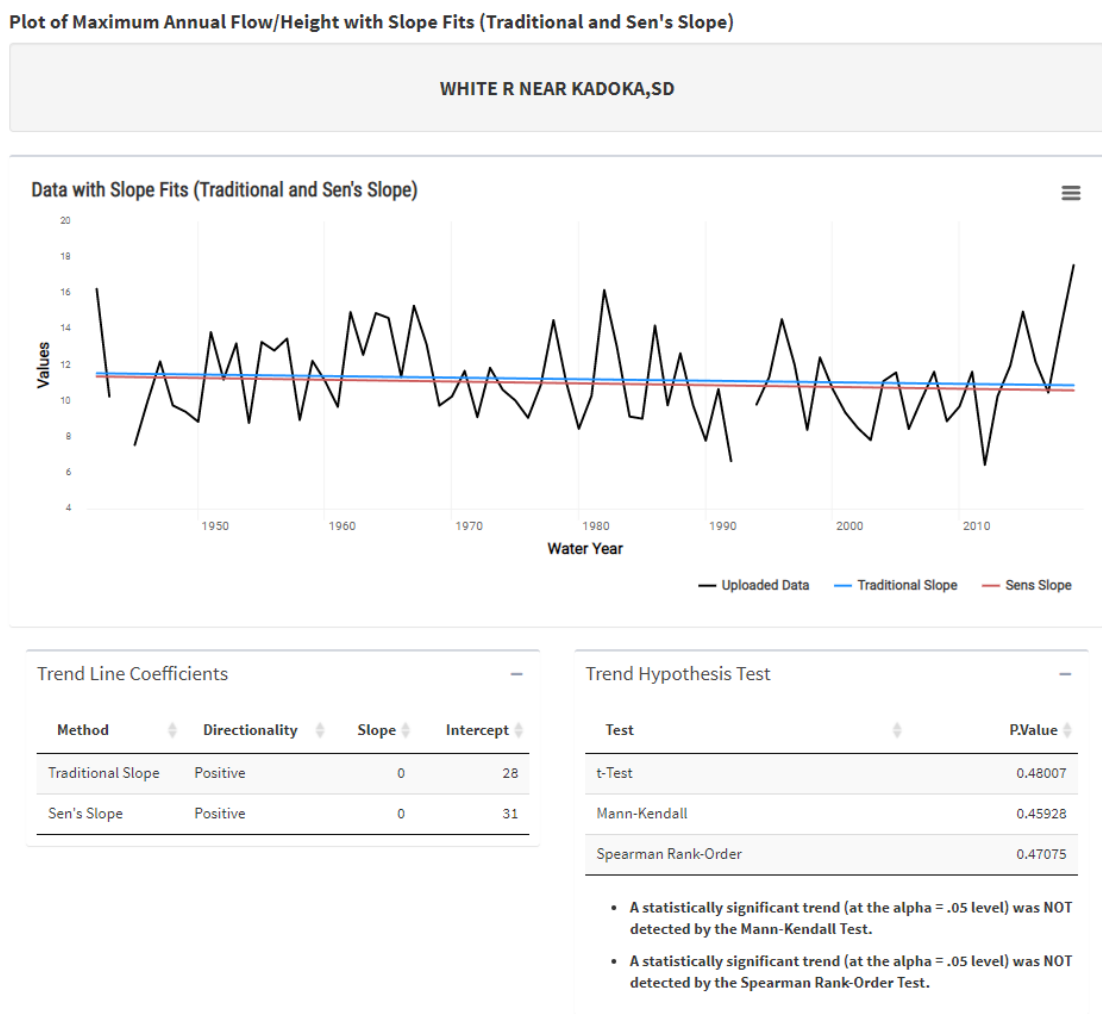 Plot of Maximum Annual Flow/Height with Slope Fits (Traditional and Sen's Slope)
WHITE R NEAR KADOKA,SD
Data with Slope Fits (Traditional and Sen's Slope)
20
18
16
14
12
10
8
6
4
Values
1950 1960 1970 1980 1990 2000 2010
Water Year
Uploaded Data Traditional Slope Sens Slope
Trend Line Coefficients
Method Directionality Slope Intercept
Traditional Slope Positive 0 28
Sen's Slope Positive 0 31
Trend Hypothesis Test
Test P.Value
t-Test 0.48007
Mann-Kendall 0.45928
Spearman Rank-Order 0.47075
• A statistically significant trend (at the alpha = .05 level) was NOT
detected by the Mann-Kendall Test.
• A statistically significant trend (at the alpha = .05 level) was NOT
detected by the Spearman Rank-Order Test.